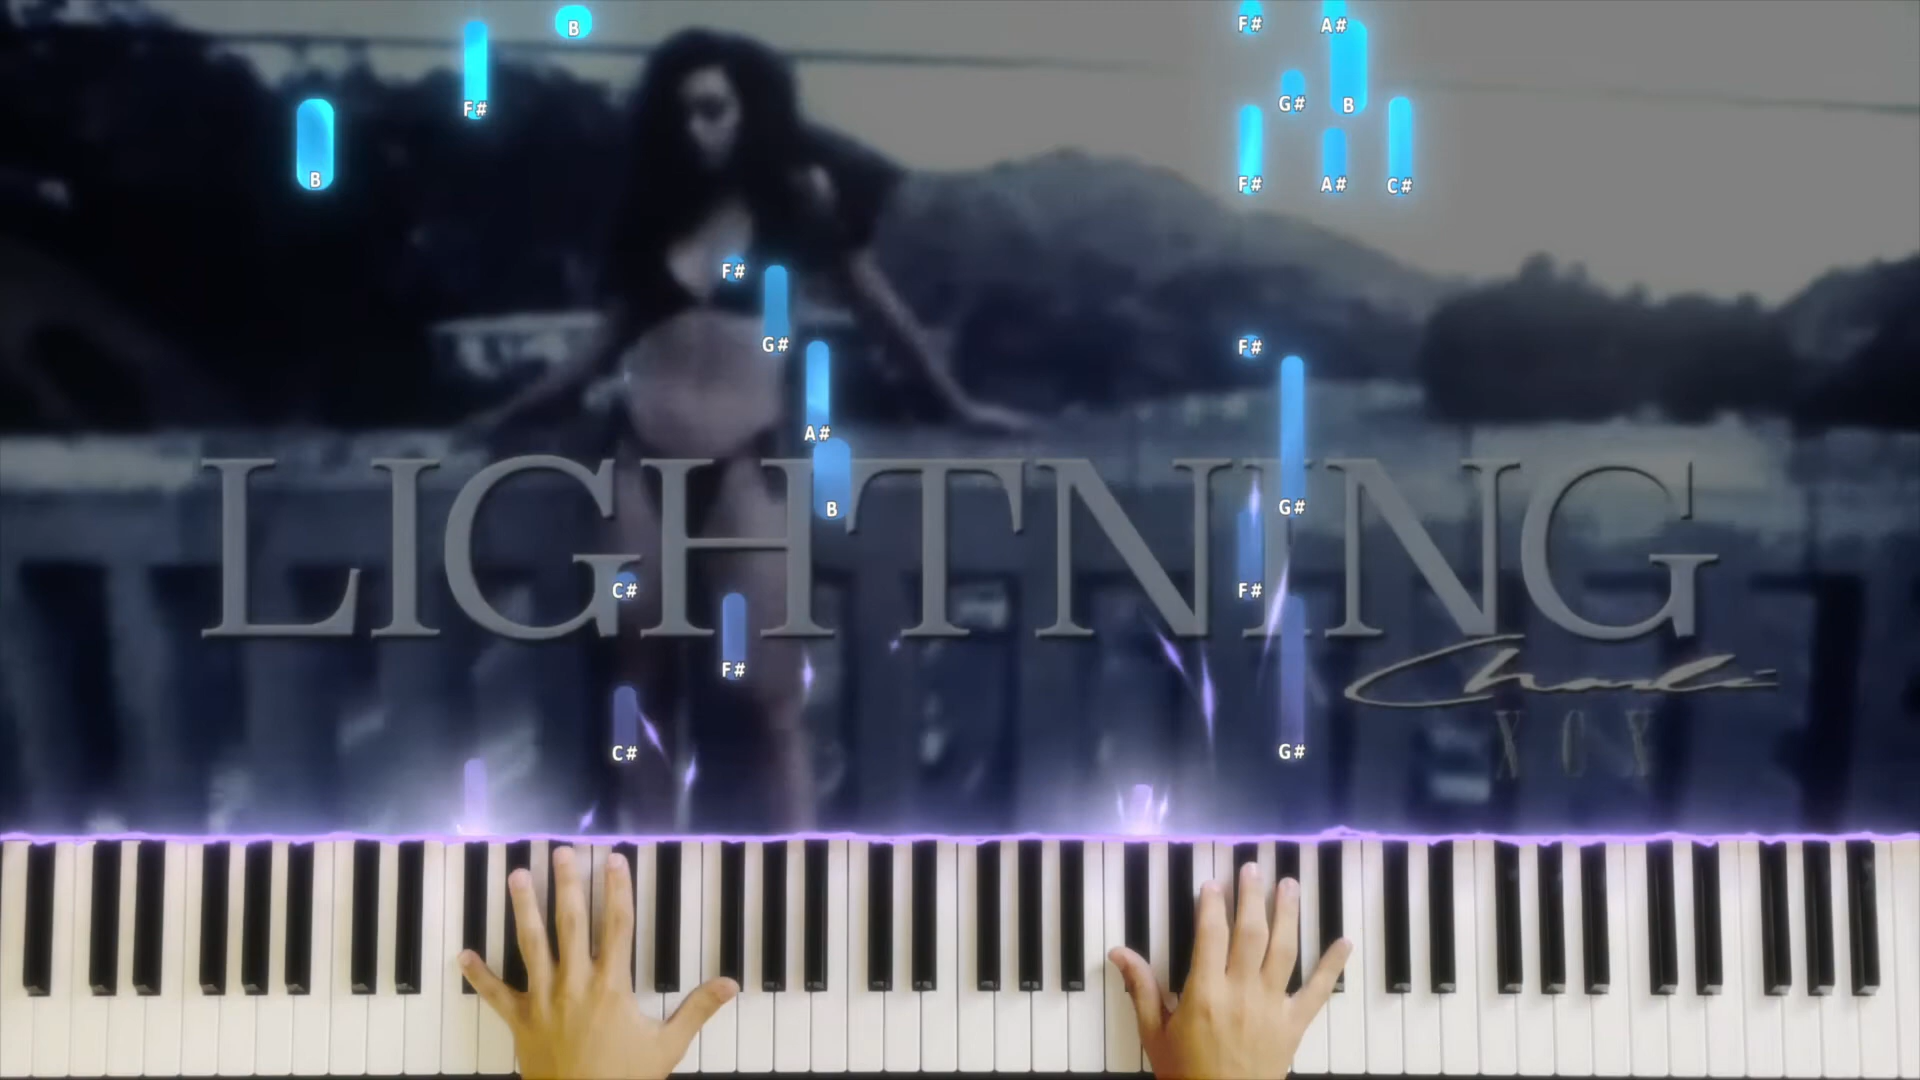 B
F# A#
F#
G# B
B
F# A# C#
F#
G#
F#
A#
G#
B
LIGHTNING
C#
F#
F#
Charli
XCX
C#
G#